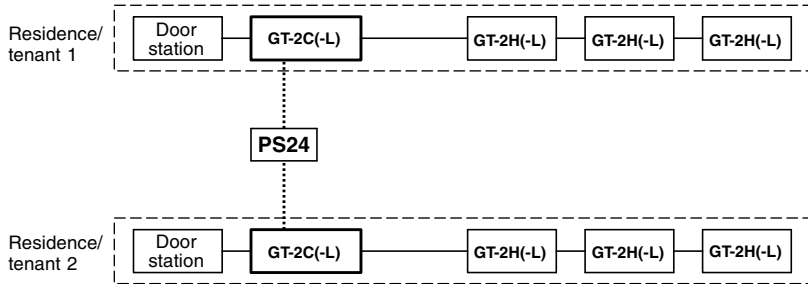 Residence/
tenant 1
Door
station
GT-2C(-L)
GT-2H(-L)
GT-2H(-L)
GT-2H(-L)
PS24
Residence/
tenant 2
Door
station
GT-2C(-L)
GT-2H(-L)
GT-2H(-L)
GT-2H(-L)